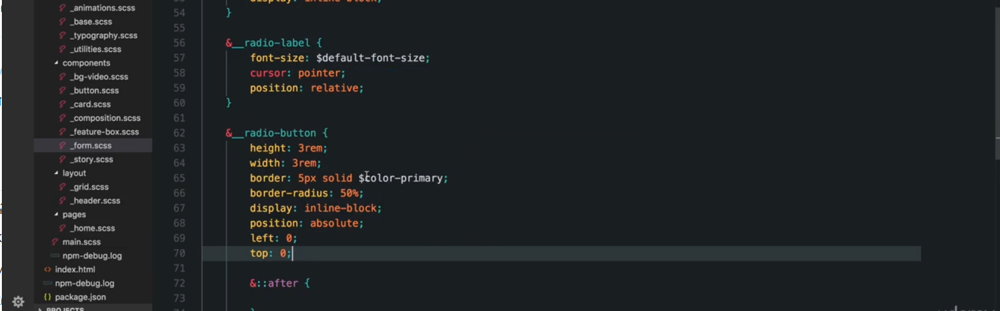 _animations.scss
_base.scss
_typography.scss
_utilities.scss
components
_bg-video.scss
_button.scss
_card.scss
_composition.scss
_feature-box.scss
_form.scss
_story.scss
layout
_grid.scss
_header.scss
pages
_home.scss
main.scss
npm-debug.log
index.html
npm-debug.log
package.json
PROJECTS
display: inline-block;
54 }
55
56 &__radio-label {
57 font-size: $default-font-size;
58 cursor: pointer;
59 position: relative;
60 }
61
62 &__radio-button {
63 height: 3rem;
64 width: 3rem;
65 border: 5px solid $color-primary;
66 border-radius: 50%;
67 display: inline-block;
68 position: absolute;
69 left: 0;
70 top: 0;
71
72 &::after {
73